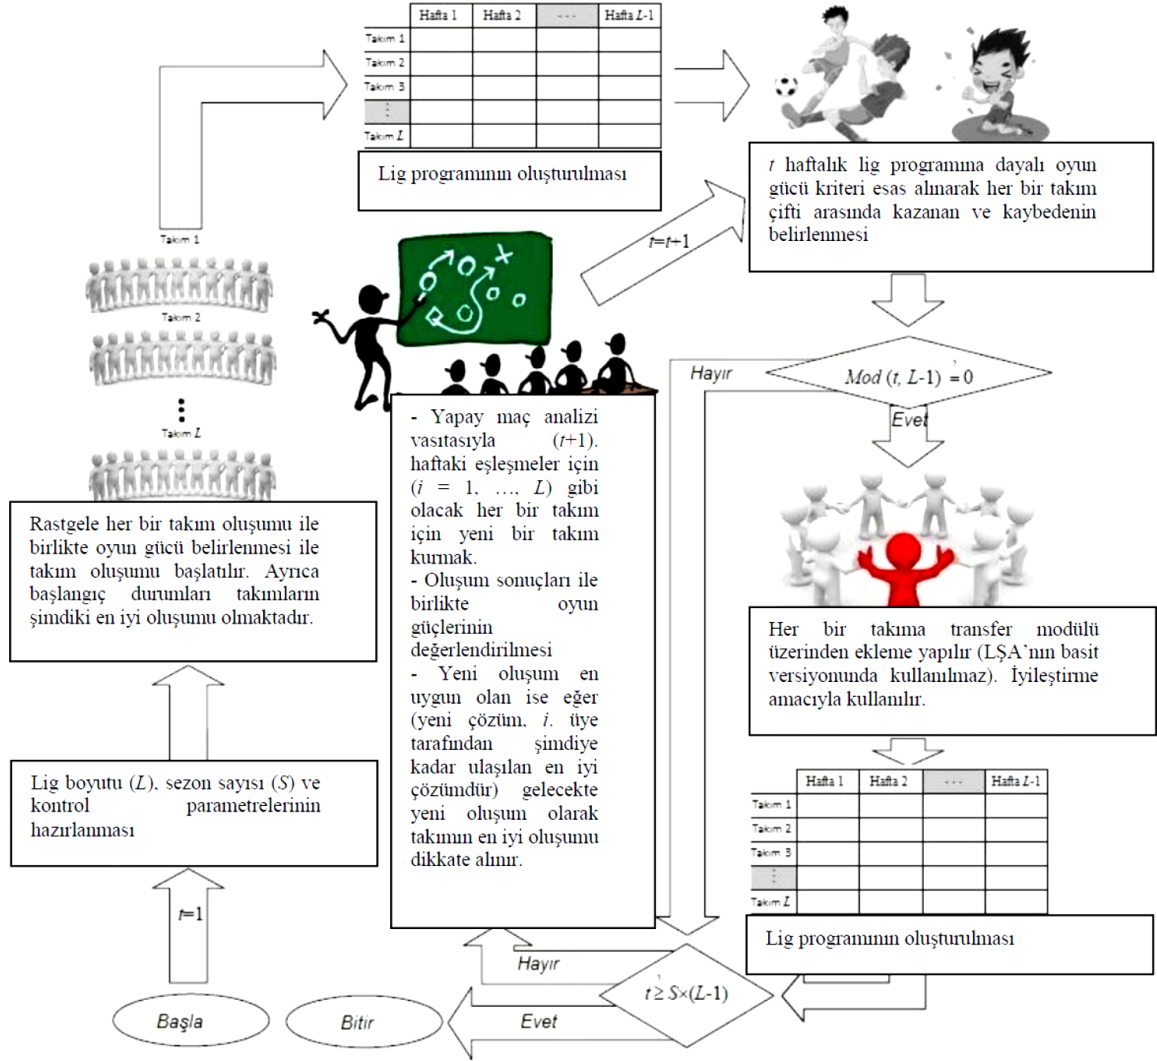 Hafta 1 Hafta 2 - - - Hafta L-1
Takım 1
Takım 2
Takım 3
⋮
Takım L
Lig programının oluşturulması
t haftalık lig programına dayalı oyun
gücü kriteri esas alınarak her bir takım
çifti arasında kazanan ve kaybedenin
belirlenmesi
t=t+1
Takım 1
Takım 2
Takım L
Hayır
Mod (t, L-1) = 0
Evet
- Yapay maç analizi
vasıtasıyla (t+1).
haftaki eşleşmeler için
(i = 1, …, L) gibi
olacak her bir takım
için yeni bir takım
kurmak.
- Oluşum sonuçları ile
birlikte oyun
güçlerinin
değerlendirilmesi
- Yeni oluşum en
uygun olan ise eğer
(yeni çözüm, i. üye
tarafından şimdiye
kadar ulaşılan en iyi
çözümdür) gelecekte
yeni oluşum olarak
takımın en iyi oluşumu
dikkate alınır.
Rastgele her bir takım oluşumu ile
birlikte oyun gücü belirlenmesi ile
takım oluşumu başlatılır. Ayrıca
başlangıç durumları takımların
şimdiki en iyi oluşumu olmaktadır.
Her bir takıma transfer modülü
üzerinden ekleme yapılır (LŞA`nın basit
versiyonunda kullanılmaz). İyileştirme
amacıyla kullanılır.
Lig boyutu (L), sezon sayısı (S) ve
kontrol parametrelerinin
hazırlanması
Hafta 1 Hafta 2 - - - Hafta L-1
Takım 1
Takım 2
Takım 3
⋮
Takım L
Lig programının oluşturulması
t=1
Hayır
t ≥ S×(L-1)
Evet
Başla
Bitir